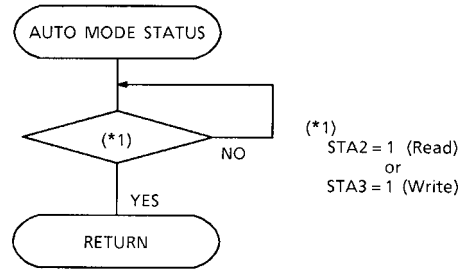 AUTO MODE STATUS
(*1)
NO
YES
RETURN
(*1)
STA2 = 1 (Read)
or
STA3 = 1 (Write)